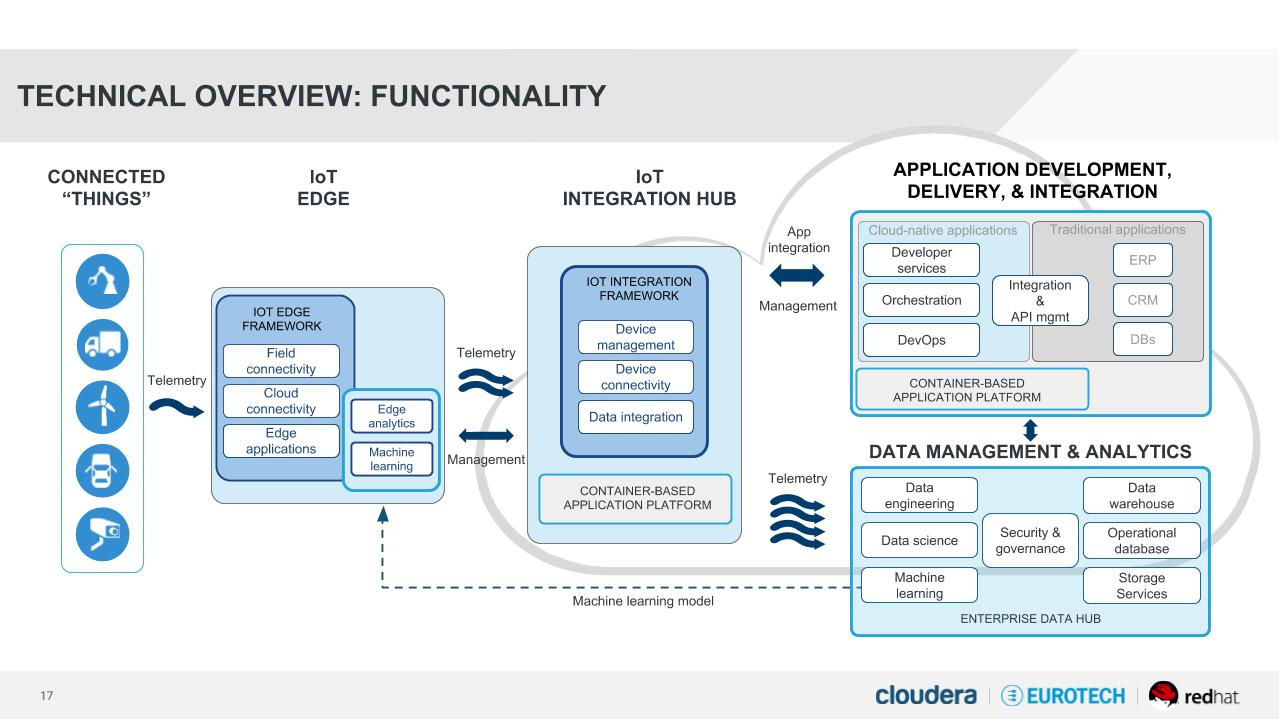 TECHNICAL OVERVIEW: FUNCTIONALITY
CONNECTED
“THINGS”
IoT
EDGE
IoT
INTEGRATION HUB
APPLICATION DEVELOPMENT,
DELIVERY, & INTEGRATION
Telemetry
IOT EDGE
FRAMEWORK
Field
connectivity
Cloud
connectivity
Edge
applications
Edge
analytics
Machine
learning
Telemetry
Management
IOT INTEGRATION
FRAMEWORK
Device
management
Device
connectivity
Data integration
CONTAINER-BASED
APPLICATION PLATFORM
App
integration
Management
Telemetry
Cloud-native applications
Developer
services
Orchestration
DevOps
Integration
&
API mgmt
Traditional applications
ERP
CRM
DBs
CONTAINER-BASED
APPLICATION PLATFORM
DATA MANAGEMENT & ANALYTICS
Data
engineering
Data science
Machine
learning
Security &
governance
Data
warehouse
Operational
database
Storage
Services
ENTERPRISE DATA HUB
Machine learning model
17
cloudera
EUROTECH
redhat.